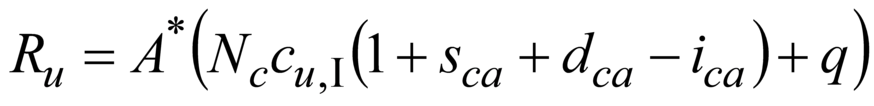 R_u = A^*(N_c c_{u,I}(1 + s_{ca} + d_{ca} − i_{ca}) + q)